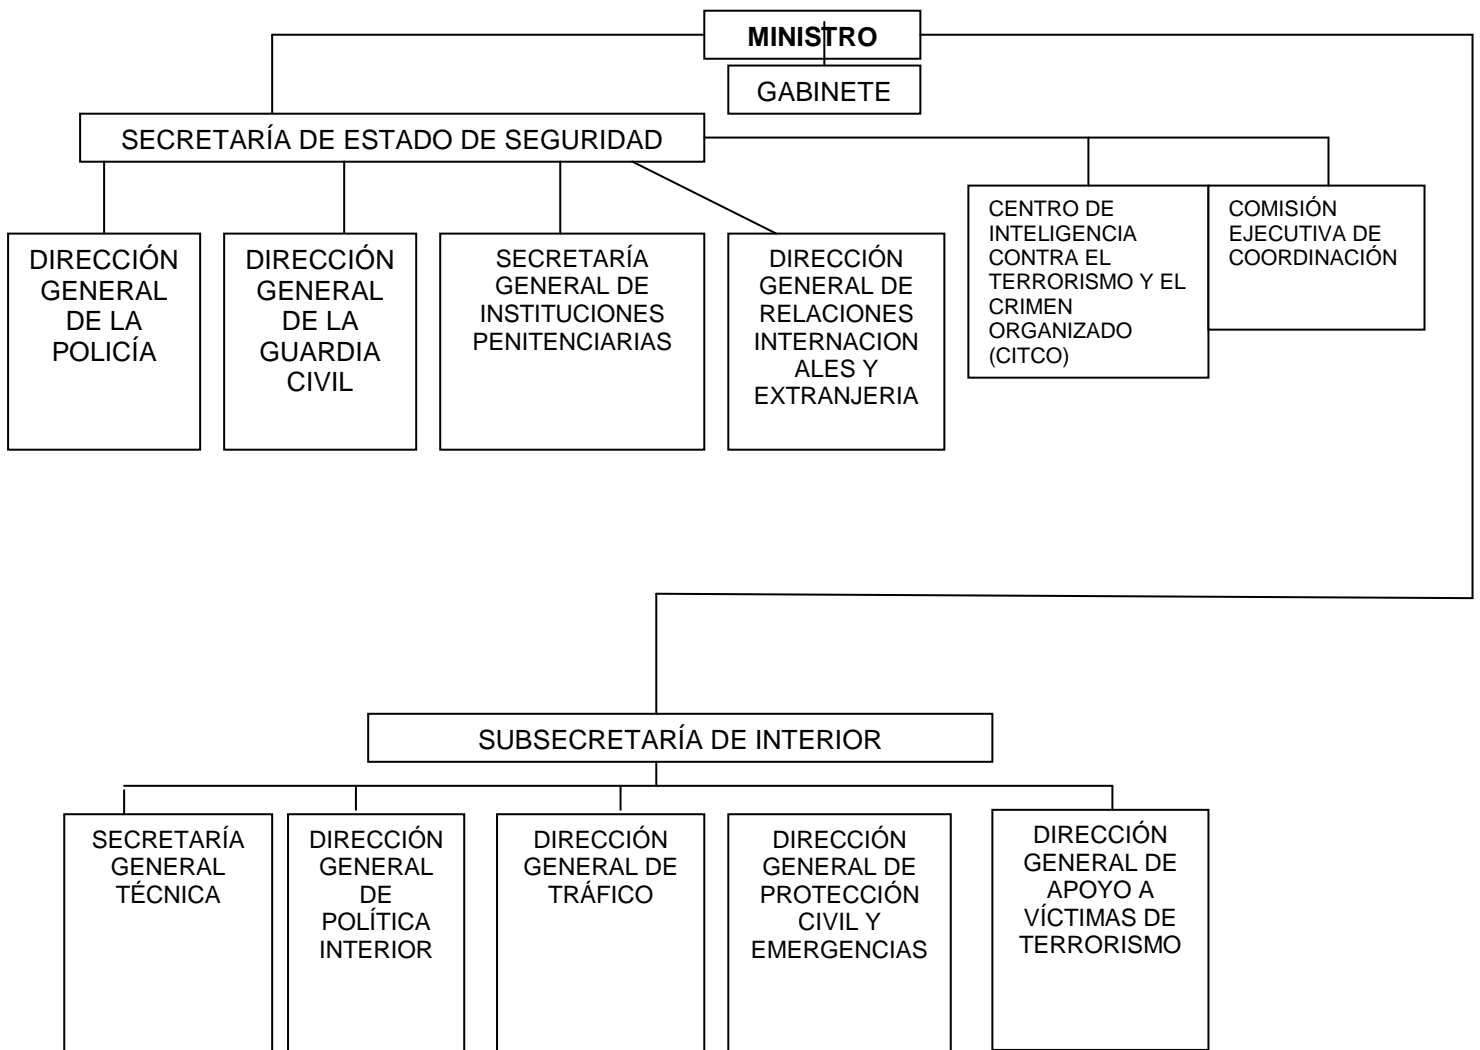 MINISTRO
GABINETE
SECRETARÍA DE ESTADO DE SEGURIDAD
DIRECCIÓN
GENERAL
DE LA
POLICÍA
DIRECCIÓN
GENERAL
DE LA
GUARDIA
CIVIL
SECRETARÍA
GENERAL DE
INSTITUCIONES
PENITENCIARIAS
DIRECCIÓN
GENERAL DE
RELACIONES
INTERNACION
ALES Y
EXTRANJERIA
CENTRO DE
INTELIGENCIA
CONTRA EL
TERRORISMO Y EL
CRIMEN
ORGANIZADO
(CITCO)
COMISIÓN
EJECUTIVA DE
COORDINACIÓN
SUBSECRETARÍA DE INTERIOR
SECRETARÍA
GENERAL
TÉCNICA
DIRECCIÓN
GENERAL
DE
POLÍTICA
INTERIOR
DIRECCIÓN
GENERAL DE
TRÁFICO
DIRECCIÓN
GENERAL DE
PROTECCIÓN
CIVIL Y
EMERGENCIAS
DIRECCIÓN
GENERAL DE
APOYO A
VÍCTIMAS DE
TERRORISMO